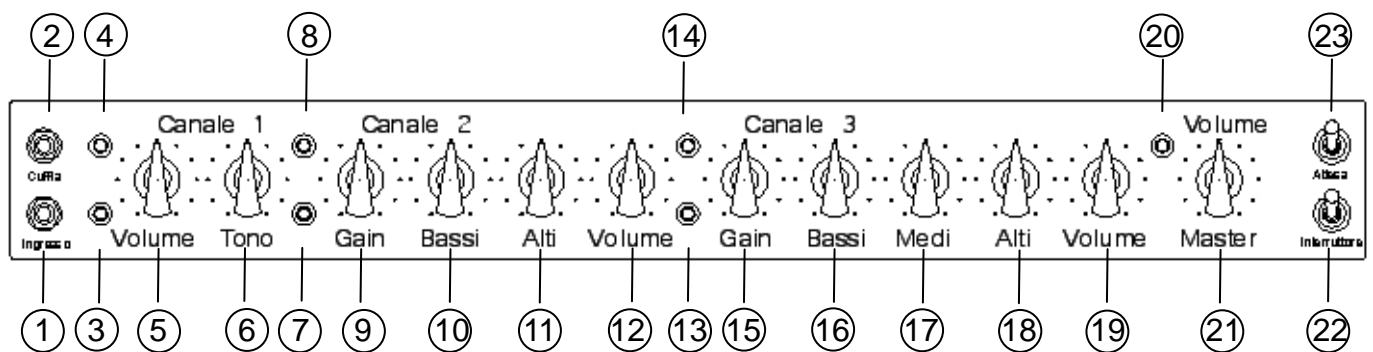 2 4 8 14 20 23
Canale 1 Canale 2 Canale 3 Volume
Cuffia Attesa
Ingresso Volume Tono Gain Bassi Alti Volume Gain Bassi Medi Alti Volume Master Interruttore
1 3 5 6 7 9 10 11 12 13 15 16 17 18 19 21 22